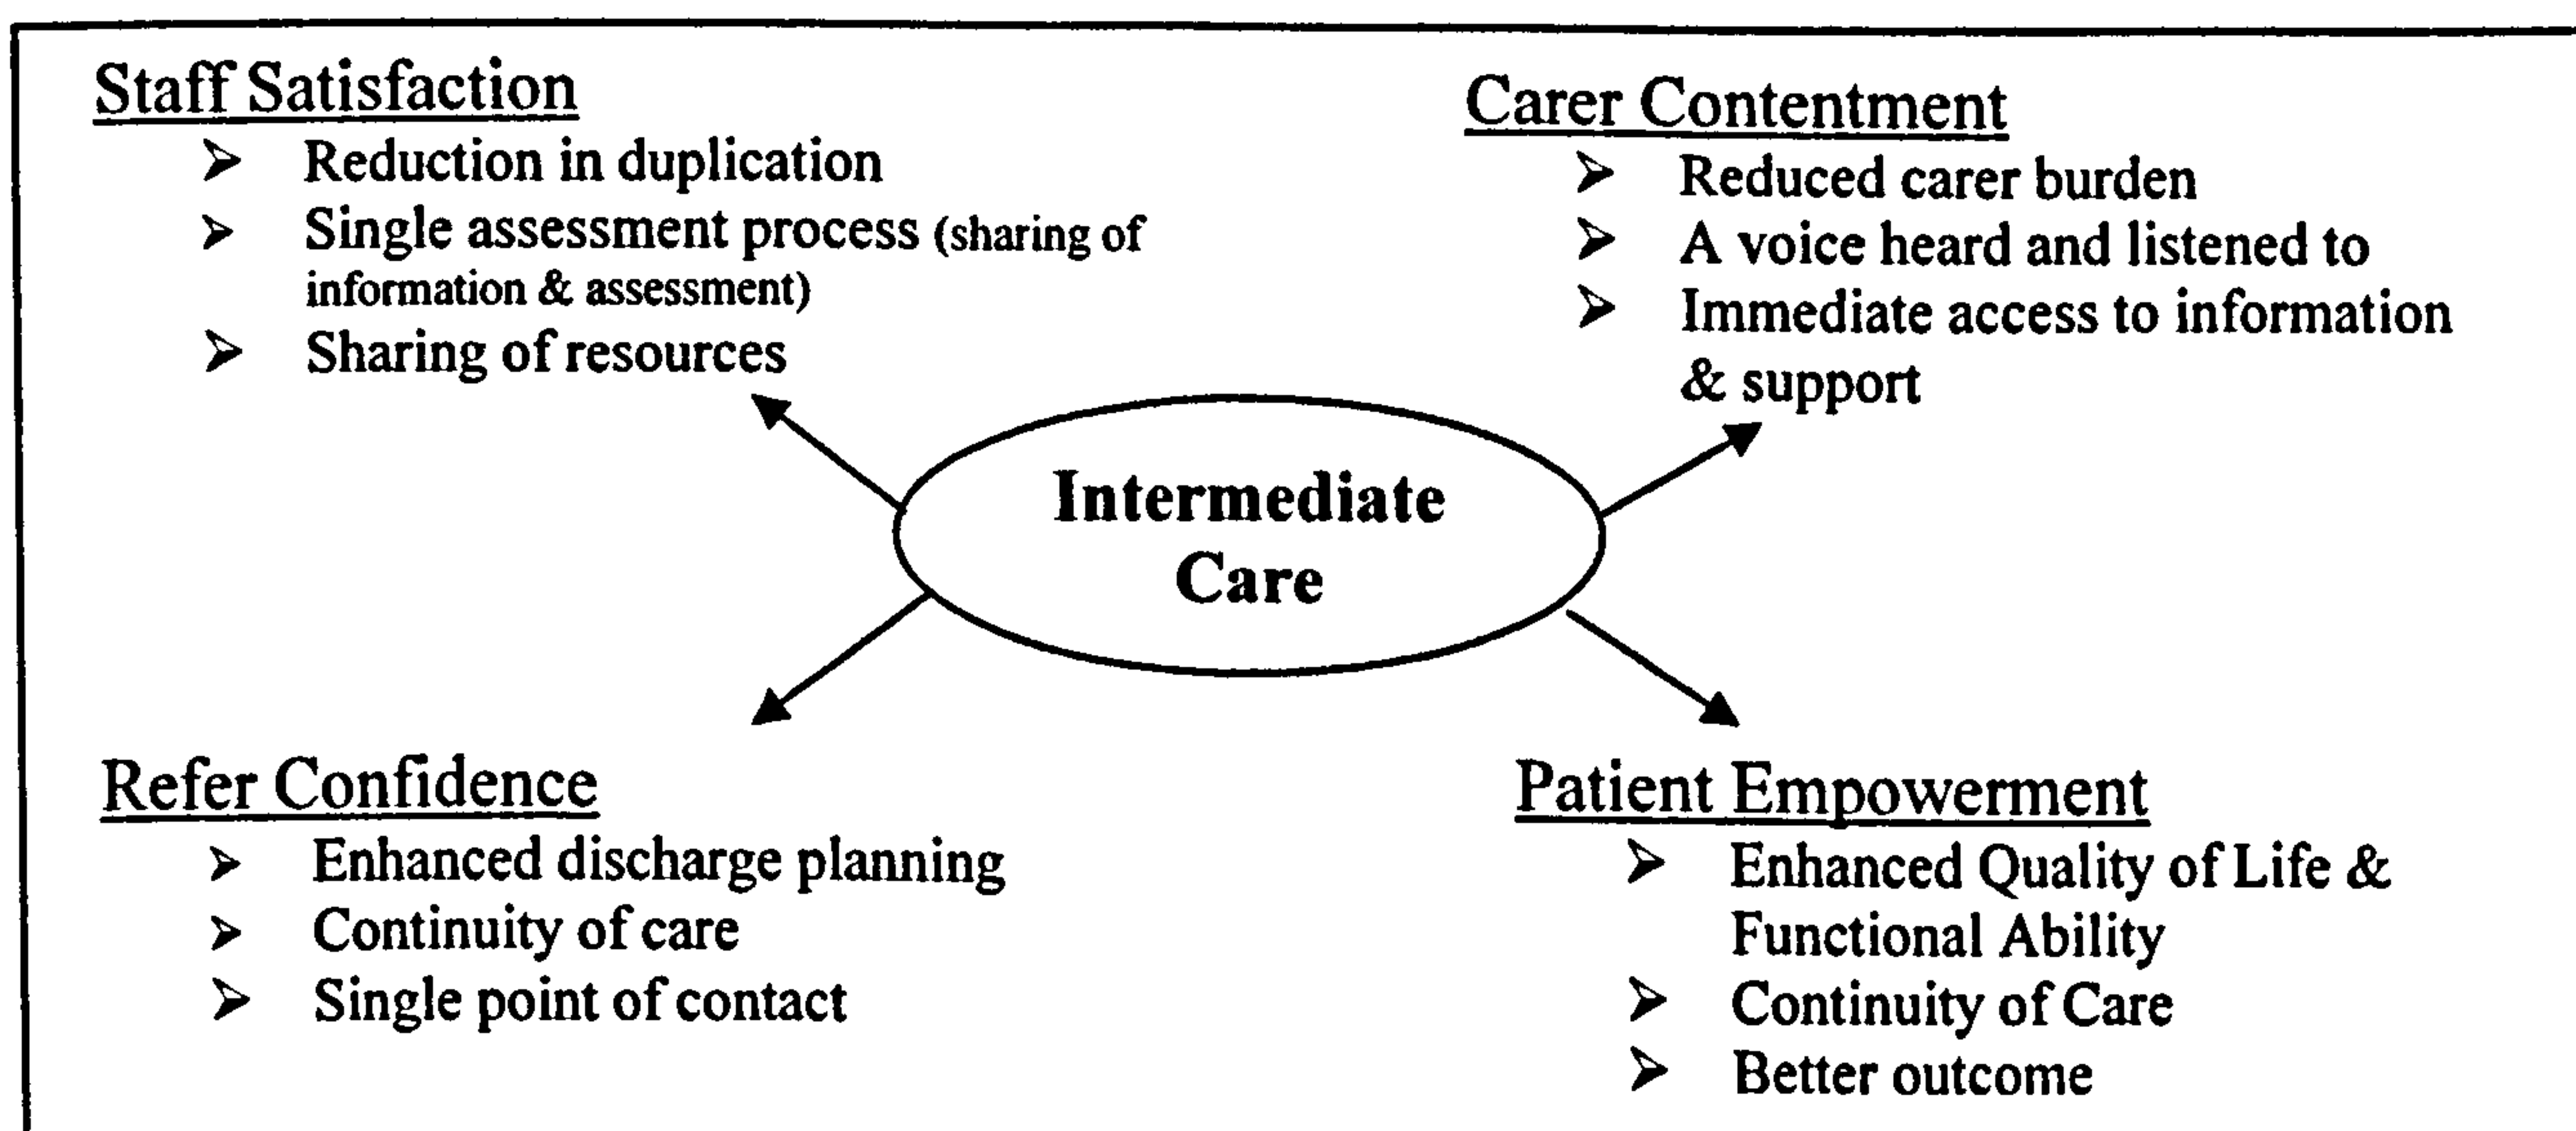 Staff Satisfaction
➢ Reduction in duplication
➢ Single assessment process (sharing of
information & assessment)
➢ Sharing of resources
Carer Contentment
➢ Reduced carer burden
➢ A voice heard and listened to
➢ Immediate access to information
& support
Intermediate
Care
Refer Confidence
➢ Enhanced discharge planning
➢ Continuity of care
➢ Single point of contact
Patient Empowerment
➢ Enhanced Quality of Life &
Functional Ability
➢ Continuity of Care
➢ Better outcome